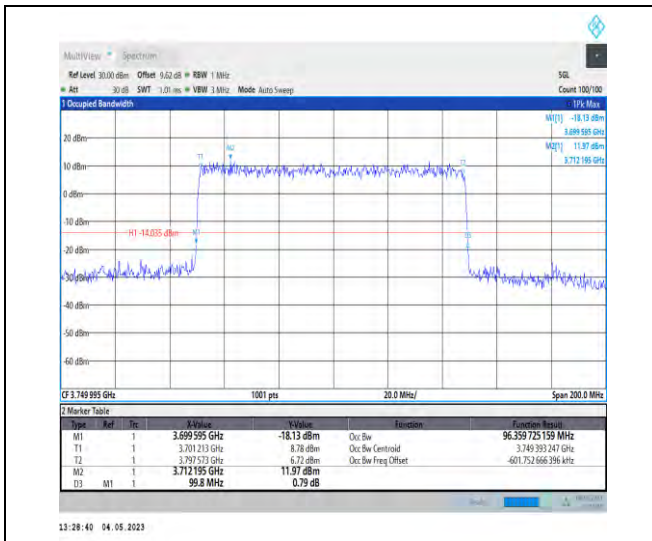 MultiView Spectrum
Ref Level 30.00 dBm Offset 9.62 dB RBW 1 MHz SGL
Att 30 dB SWT 1.01 ms VBW 3 MHz Mode Auto Sweep Count 100/100
1 Occupied Bandwidth 1Pk Max
M1[1] -18.13 dBm
3.699 595 GHz
M2[1] 11.97 dBm
3.712 195 GHz
20 dBm
M2
T1
T2
10 dBm
0 dBm
-10 dBm
H1 -14.035 dBm
M1
D3
-20 dBm
-30 dBm
-40 dBm
-50 dBm
-60 dBm
CF 3.749 995 GHz 1001 pts 20.0 MHz/ Span 200.0 MHz
2 Marker Table
Type Ref Trc X-Value Y-Value Function Function Result
M1 1 3.699 595 GHz -18.13 dBm Occ Bw 96.359 725 159 MHz
T1 1 3.701 213 GHz 8.78 dBm Occ Bw Centroid 3.749 393 247 GHz
T2 1 3.797 573 GHz 6.72 dBm Occ Bw Freq Offset -601.752 666 396 kHz
M2 1 3.712 195 GHz 11.97 dBm
D3 M1 1 99.8 MHz 0.79 dB
13:28:40 04.05.2023